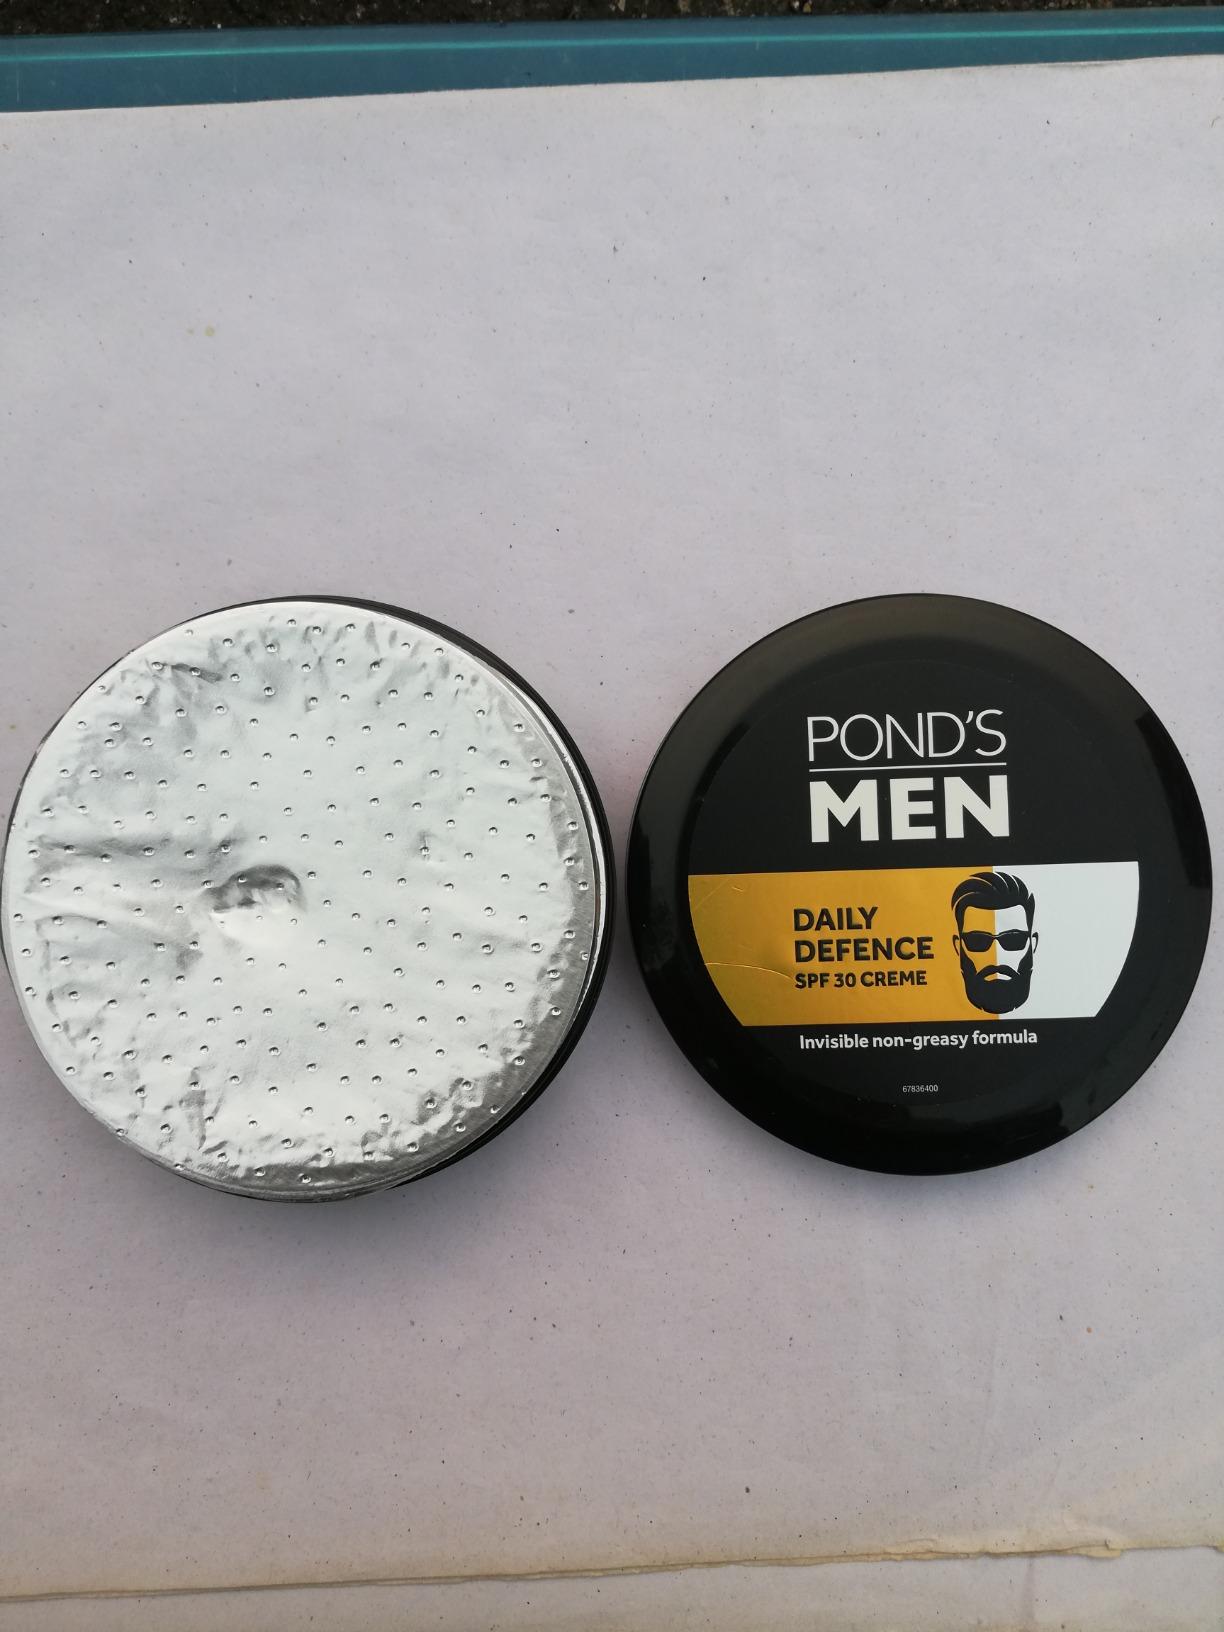 POND'S
MEN
DAILY
DEFENCE
SPF 30 CREME
Invisible non-greasy formula
67836400